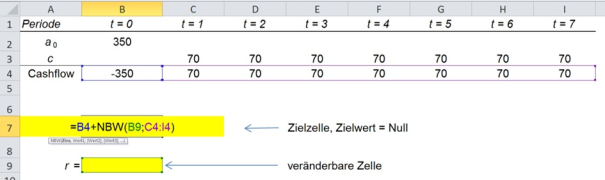 A B C D E F G H I
1 Periode t = 0 t = 1 t = 2 t = 3 t = 4 t = 5 t = 6 t = 7
2 a0 350
3 c 70 70 70 70 70 70 70
4 Cashflow -350 70 70 70 70 70 70 70
5
6
7 =B4+NBW(B9;C4:I4) Zielzelle, Zielwert = Null
NBW(Zins; Wert1; [Wert2]; [Wert3]; ...)
8
9 r = veränderbare Zelle
10